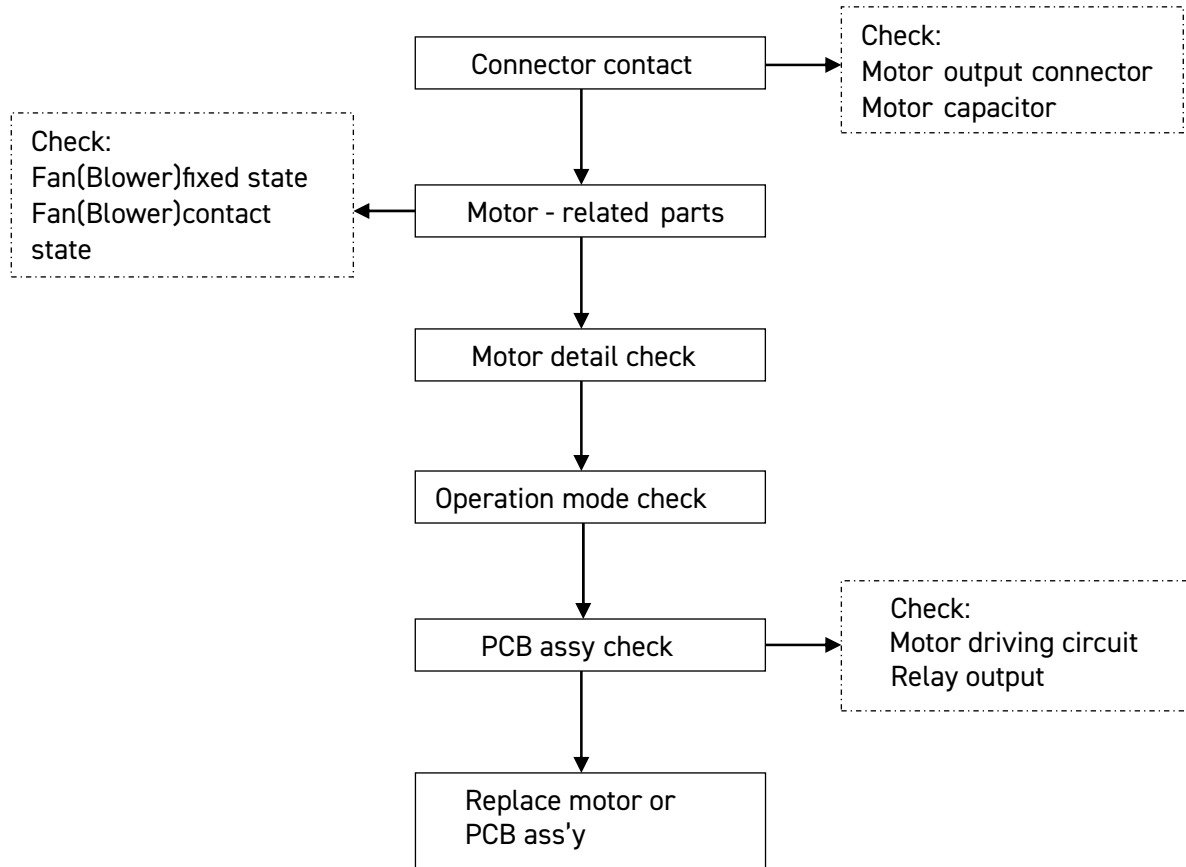 Connector contact
Check:
Motor output connector
Motor capacitor
Check:
Fan(Blower)fixed state
Fan(Blower)contact
state
Motor - related parts
Motor detail check
Operation mode check
PCB assy check
Check:
Motor driving circuit
Relay output
Replace motor or
PCB ass'y